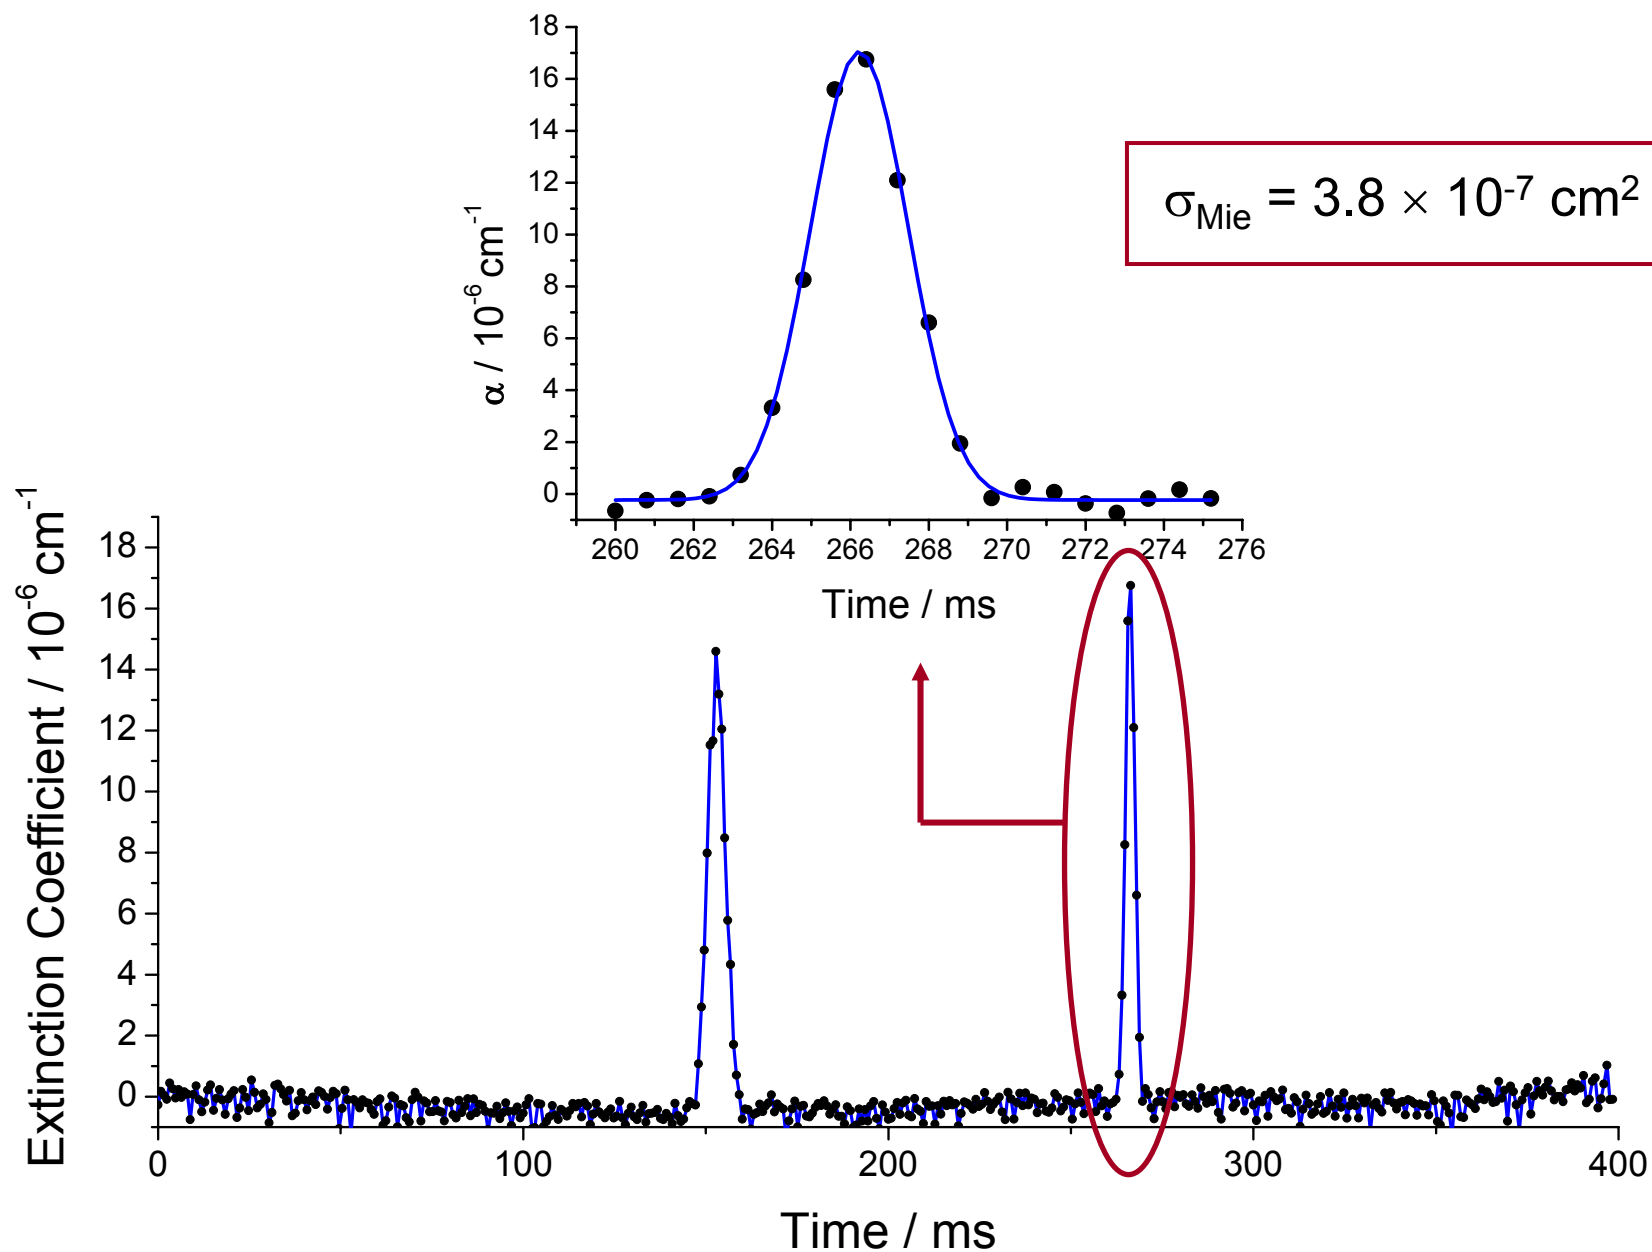 18
16
14
12
10
8
6
4
2
0
α / 10⁻⁶ cm⁻¹
260 262 264 266 268 270 272 274 276
Time / ms
σMie = 3.8 × 10⁻⁷ cm²
18
16
14
12
10
8
6
4
2
0
Extinction Coefficient / 10⁻⁶ cm⁻¹
0 100 200 300 400
Time / ms